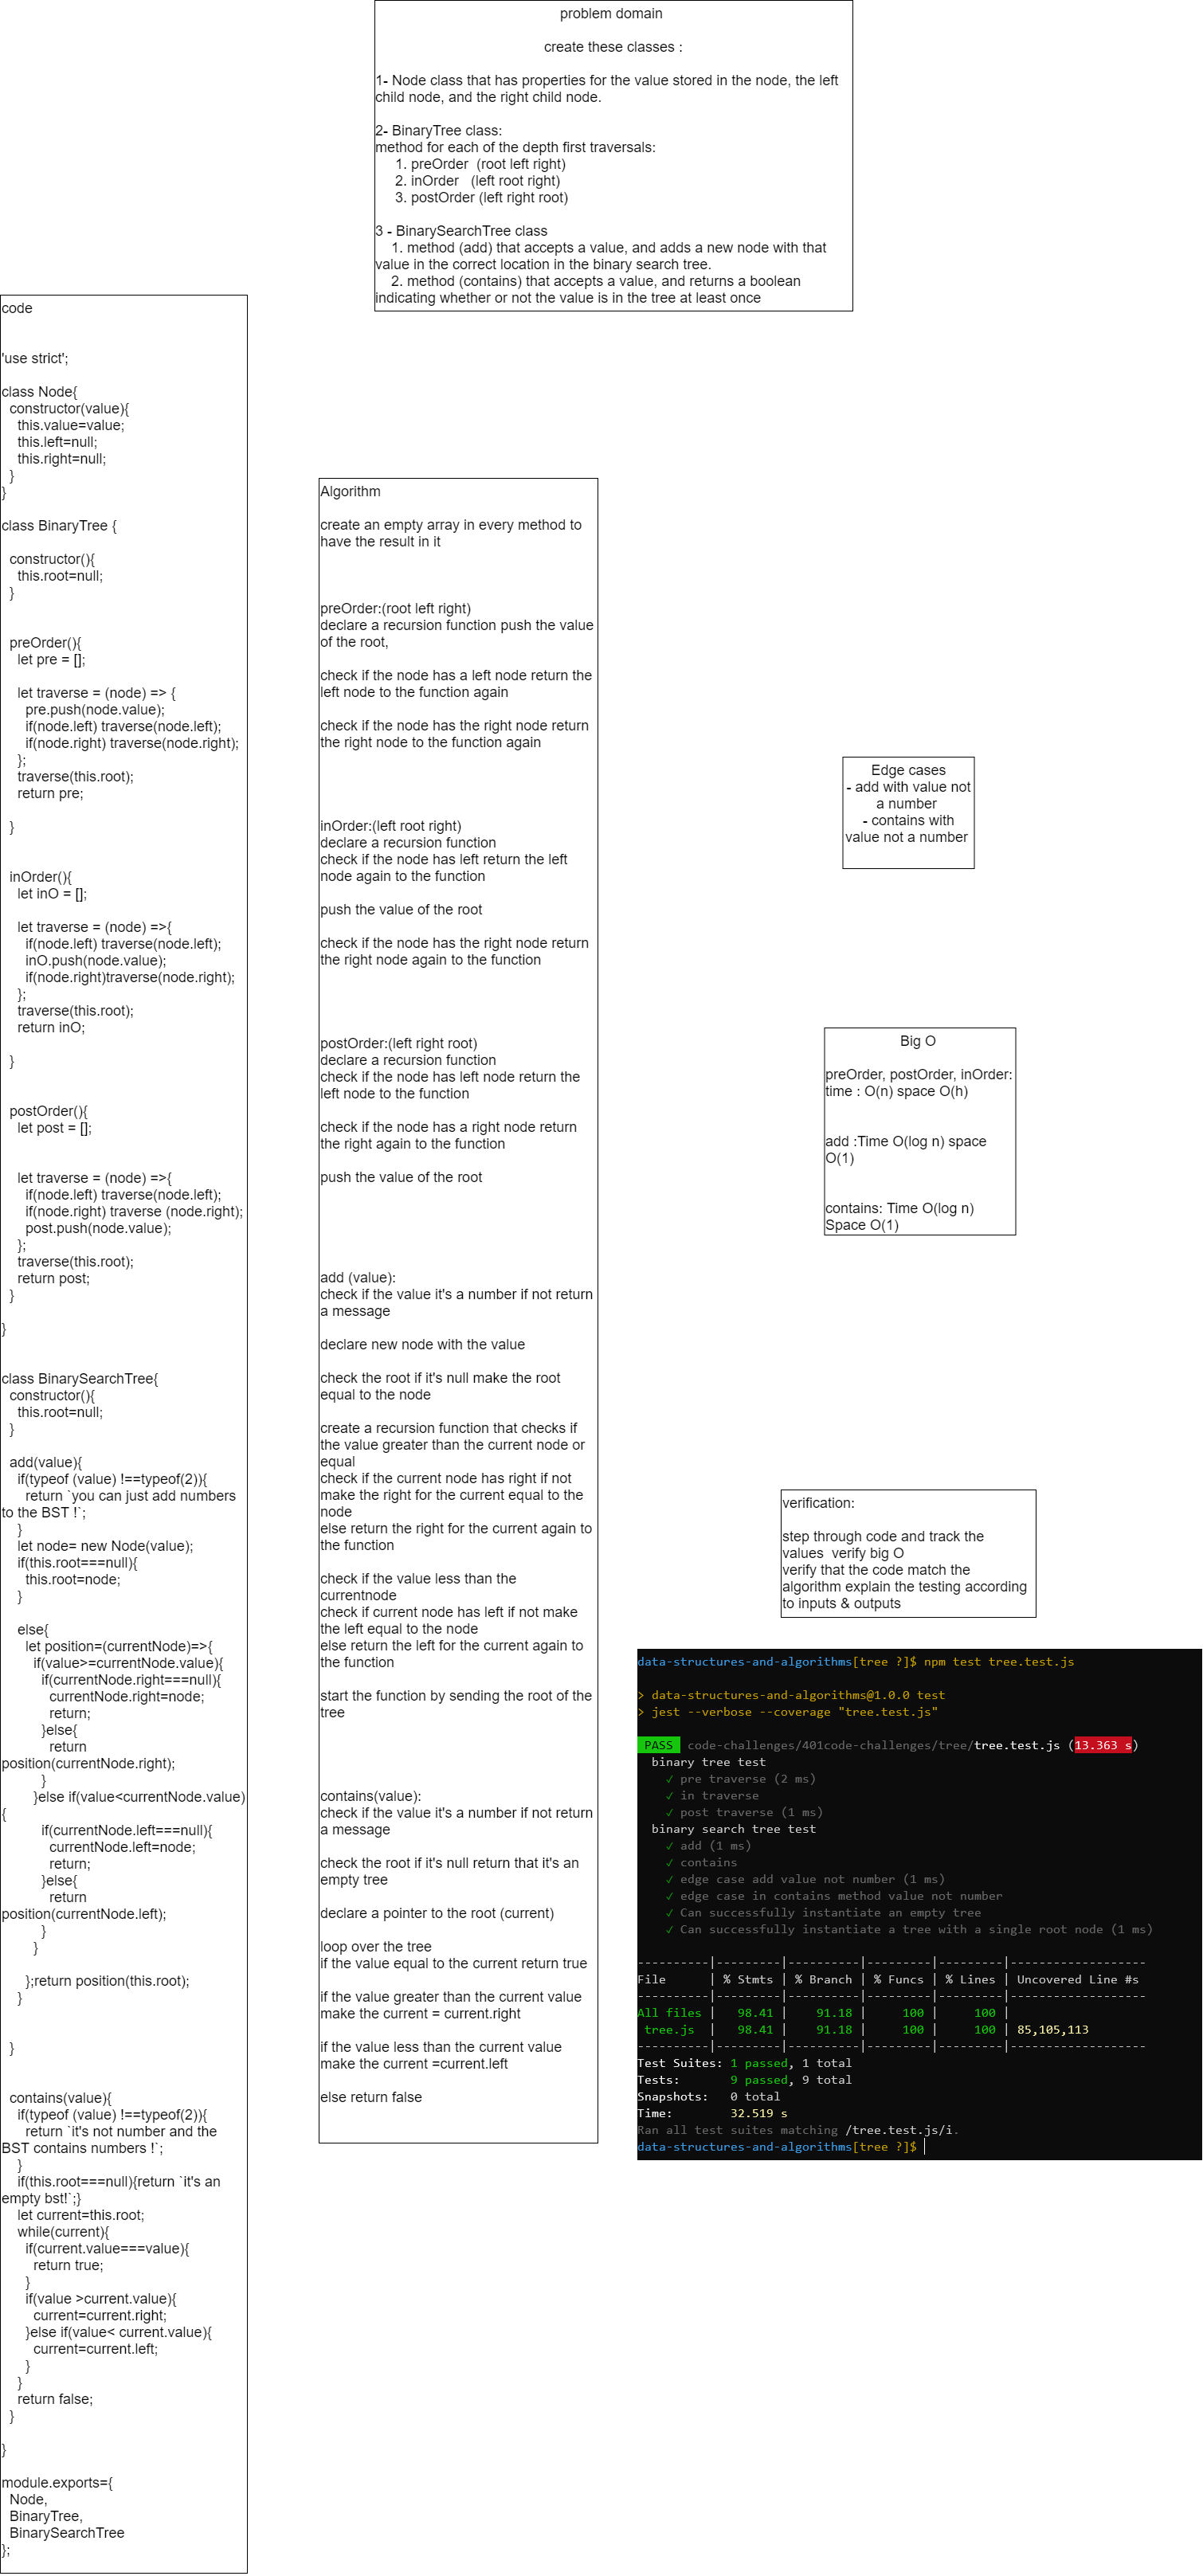 problem domain
create these classes :
1- Node class that has properties for the value stored in the node, the left
child node, and the right child node.
2- BinaryTree class:
method for each of the depth first traversals:
1. preOrder  (root left right)
2. inOrder   (left root right)
3. postOrder (left right root)
3 - BinarySearchTree class
1. method (add) that accepts a value, and adds a new node with that
value in the correct location in the binary search tree.
2. method (contains) that accepts a value, and returns a boolean
indicating whether or not the value is in the tree at least once
code
'use strict';
class Node{
constructor(value){
this.value=value;
this.left=null;
this.right=null;
}
}
class BinaryTree {
constructor(){
this.root=null;
}
preOrder(){
let pre = [];
let traverse = (node) => {
pre.push(node.value);
if(node.left) traverse(node.left);
if(node.right) traverse(node.right);
};
traverse(this.root);
return pre;
}
inOrder(){
let inO = [];
let traverse = (node) =>{
if(node.left) traverse(node.left);
inO.push(node.value);
if(node.right)traverse(node.right);
};
traverse(this.root);
return inO;
}
postOrder(){
let post = [];
let traverse = (node) =>{
if(node.left) traverse(node.left);
if(node.right) traverse (node.right);
post.push(node.value);
};
traverse(this.root);
return post;
}
}
class BinarySearchTree{
constructor(){
this.root=null;
}
add(value){
if(typeof (value) !==typeof(2)){
return `you can just add numbers
to the BST !`;
}
let node= new Node(value);
if(this.root===null){
this.root=node;
}
else{
let position=(currentNode)=>{
if(value>=currentNode.value){
if(currentNode.right===null){
currentNode.right=node;
return;
}else{
return
position(currentNode.right);
}
}else if(value<currentNode.value)
{
if(currentNode.left===null){
currentNode.left=node;
return;
}else{
return
position(currentNode.left);
}
}
};return position(this.root);
}
}
contains(value){
if(typeof (value) !==typeof(2)){
return `it's not number and the
BST contains numbers !`;
}
if(this.root===null){return `it's an
empty bst!`;}
let current=this.root;
while(current){
if(current.value===value){
return true;
}
if(value >current.value){
current=current.right;
}else if(value< current.value){
current=current.left;
}
}
return false;
}
}
module.exports={
Node,
BinaryTree,
BinarySearchTree
};
Algorithm
create an empty array in every method to
have the result in it
preOrder:(root left right)
declare a recursion function push the value
of the root,
check if the node has a left node return the
left node to the function again
check if the node has the right node return
the right node to the function again
inOrder:(left root right)
declare a recursion function
check if the node has left return the left
node again to the function
push the value of the root
check if the node has the right node return
the right node again to the function
postOrder:(left right root)
declare a recursion function
check if the node has left node return the
left node to the function
check if the node has a right node return
the right again to the function
push the value of the root
add (value):
check if the value it's a number if not return
a message
declare new node with the value
check the root if it's null make the root
equal to the node
create a recursion function that checks if
the value greater than the current node or
equal
check if the current node has right if not
make the right for the current equal to the
node
else return the right for the current again to
the function
check if the value less than the
currentnode
check if current node has left if not make
the left equal to the node
else return the left for the current again to
the function
start the function by sending the root of the
tree
contains(value):
check if the value it's a number if not return
a message
check the root if it's null return that it's an
empty tree
declare a pointer to the root (current)
loop over the tree
if the value equal to the current return true
if the value greater than the current value
make the current = current.right
if the value less than the current value
make the current =current.left
else return false
Edge cases
- add with value not
a number
- contains with
value not a number
Big O
preOrder, postOrder, inOrder:
time : O(n) space O(h)
add :Time O(log n) space
O(1)
contains: Time O(log n)
Space O(1)
verification:
step through code and track the
values  verify big O
verify that the code match the
algorithm explain the testing according
to inputs & outputs
data-structures-and-algorithms[tree ?]$ npm test tree.test.js
> data-structures-and-algorithms@1.0.0 test
> jest --verbose --coverage "tree.test.js"
PASS code-challenges/401code-challenges/tree/tree.test.js (13.363 s)
binary tree test
✓ pre traverse (2 ms)
✓ in traverse
✓ post traverse (1 ms)
binary search tree test
✓ add (1 ms)
✓ contains
✓ edge case add value not number (1 ms)
✓ edge case in contains method value not number
✓ Can successfully instantiate an empty tree
✓ Can successfully instantiate a tree with a single root node (1 ms)
----------|---------|----------|---------|---------|-------------------
File      | % Stmts | % Branch | % Funcs | % Lines | Uncovered Line #s
----------|---------|----------|---------|---------|-------------------
All files |   98.41 |    91.18 |     100 |     100 |
tree.js  |   98.41 |    91.18 |     100 |     100 | 85,105,113
----------|---------|----------|---------|---------|-------------------
Test Suites: 1 passed, 1 total
Tests:       9 passed, 9 total
Snapshots:   0 total
Time:        32.519 s
Ran all test suites matching /tree.test.js/i.
data-structures-and-algorithms[tree ?]$